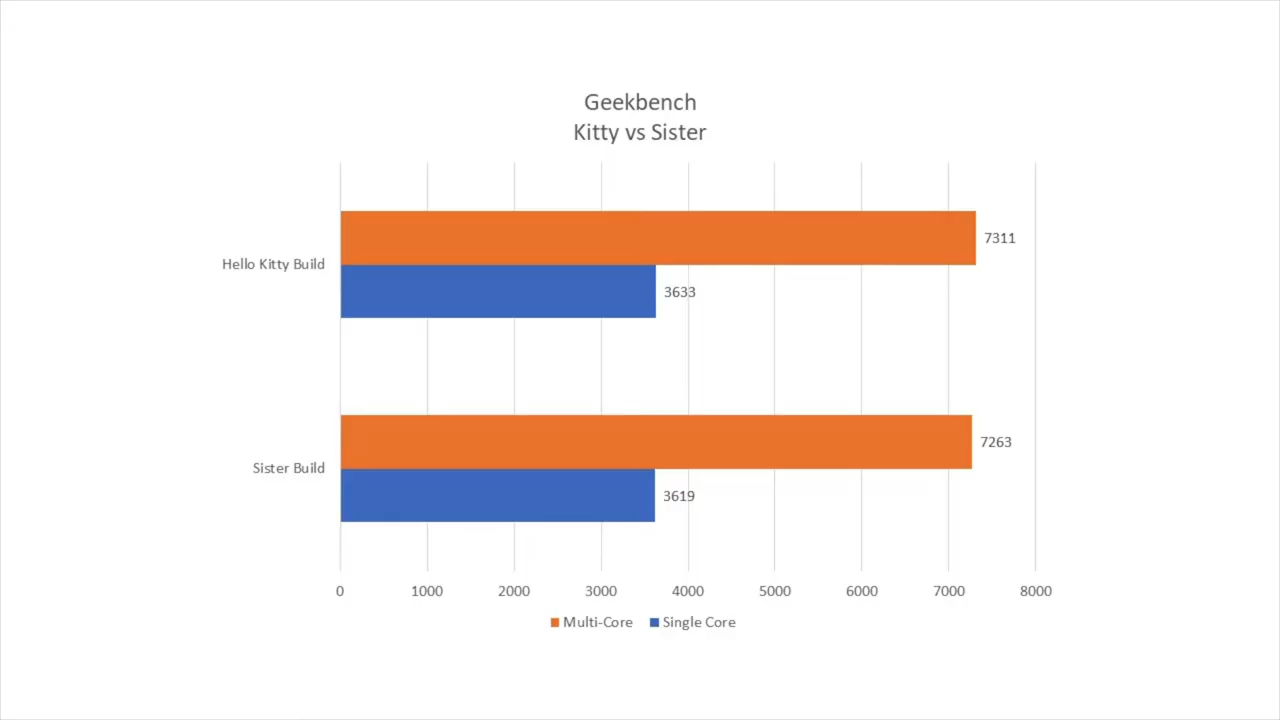 Geekbench
Kitty vs Sister
Hello Kitty Build
7311
3633
Sister Build
7263
3619
0 1000 2000 3000 4000 5000 6000 7000 8000
Multi-Core Single Core